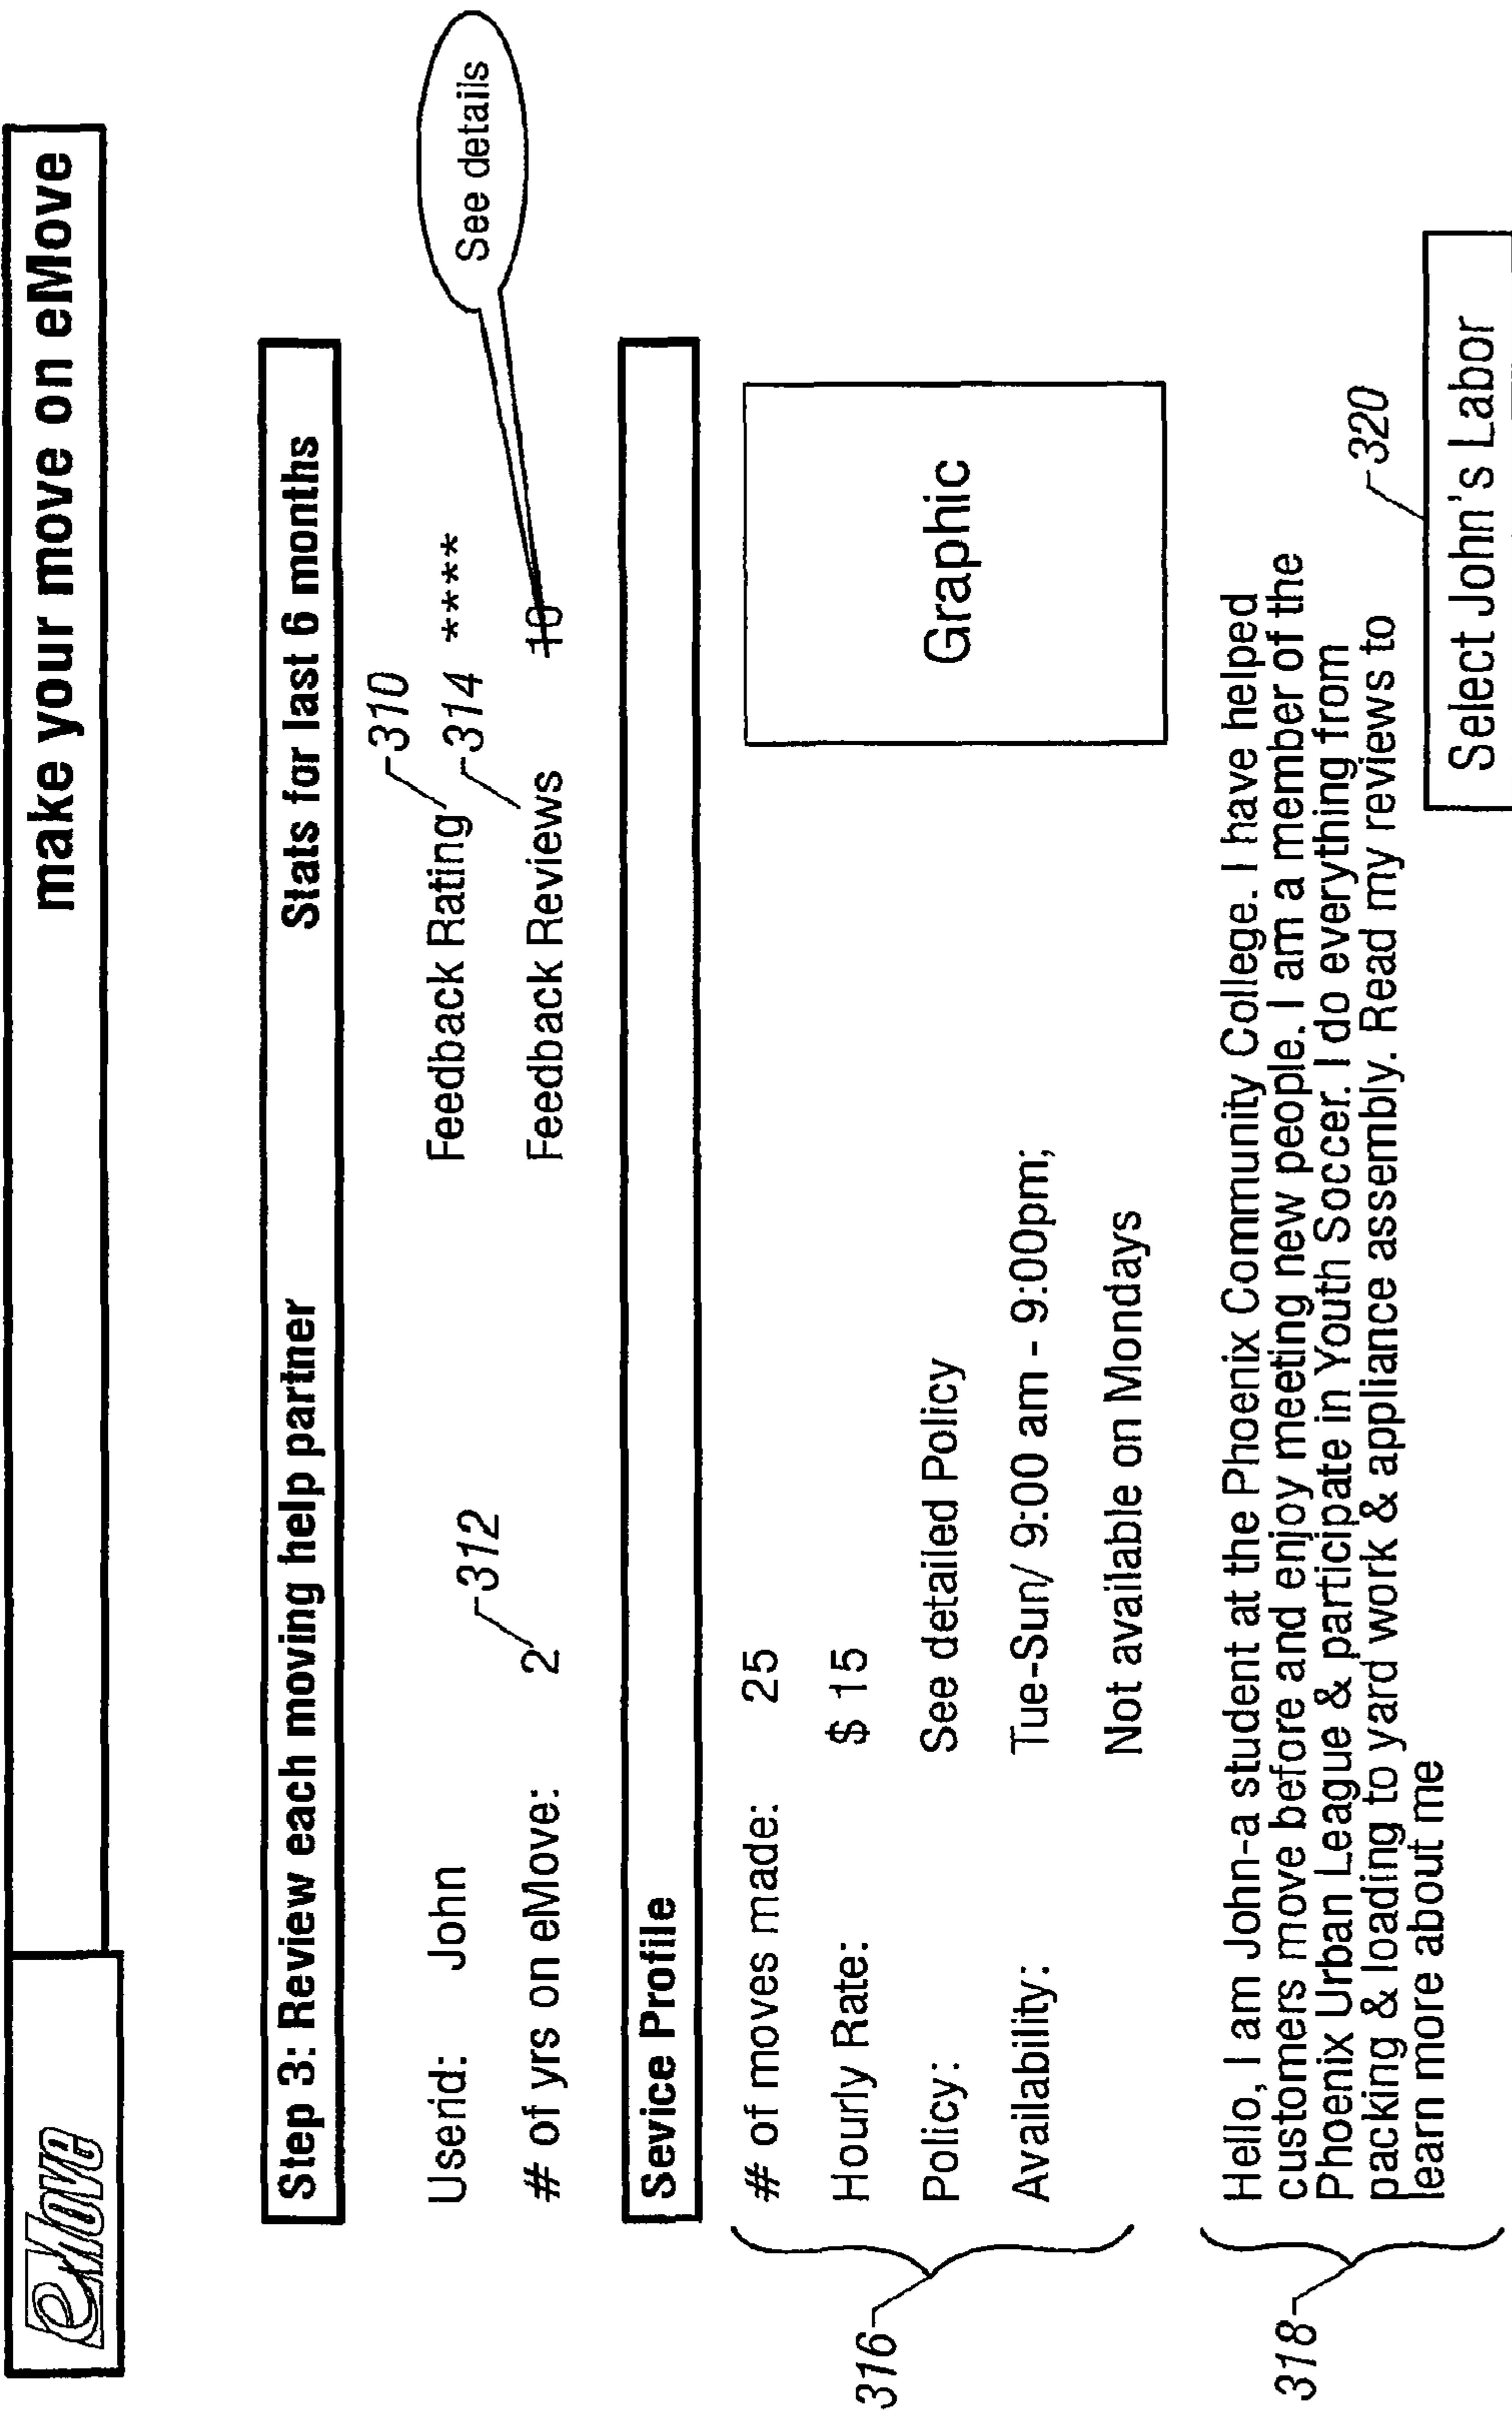 eMove
make your move on eMove
Step 3: Review each moving help partner Stats for last 6 months
310
Userid: John Feedback Rating ****
312 314 See details
# of yrs on eMove: 2 Feedback Reviews 10
Sevice Profile
# of moves made: 25
Hourly Rate: $ 15
316
Policy: See detailed Policy
Graphic
Availability: Tue-Sun/ 9:00 am - 9:00pm;
Not available on Mondays
Hello, I am John-a student at the Phoenix Community College. I have helped
customers move before and enjoy meeting new people. I am a member of the
318
Phoenix Urban League & participate in Youth Soccer. I do everything from
packing & loading to yard work & appliance assembly. Read my reviews to
learn more about me
320
Select John's Labor